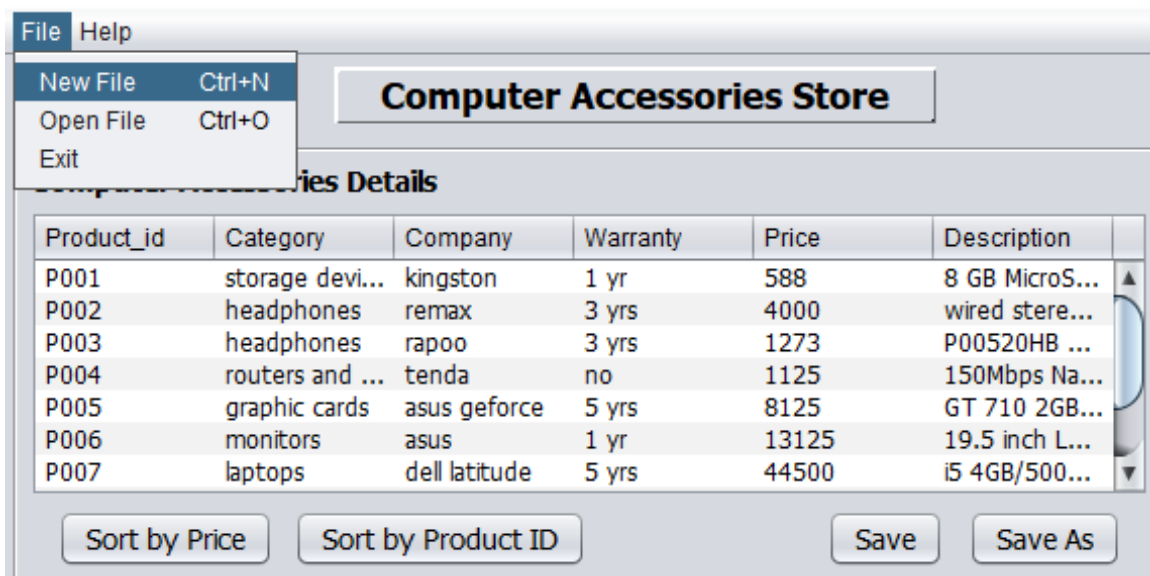 File Help
New File Ctrl+N
Open File Ctrl+O
Exit
Computer Accessories Store
Details
Product_id Category Company Warranty Price Description
P001 storage devi... kingston 1 yr 588 8 GB MicroS...
P002 headphones remax 3 yrs 4000 wired stere...
P003 headphones rapoo 3 yrs 1273 P00520HB ...
P004 routers and ... tenda no 1125 150Mbps Na...
P005 graphic cards asus geforce 5 yrs 8125 GT 710 2GB...
P006 monitors asus 1 yr 13125 19.5 inch L...
P007 laptops dell latitude 5 yrs 44500 i5 4GB/500...
Sort by Price Sort by Product ID Save Save As